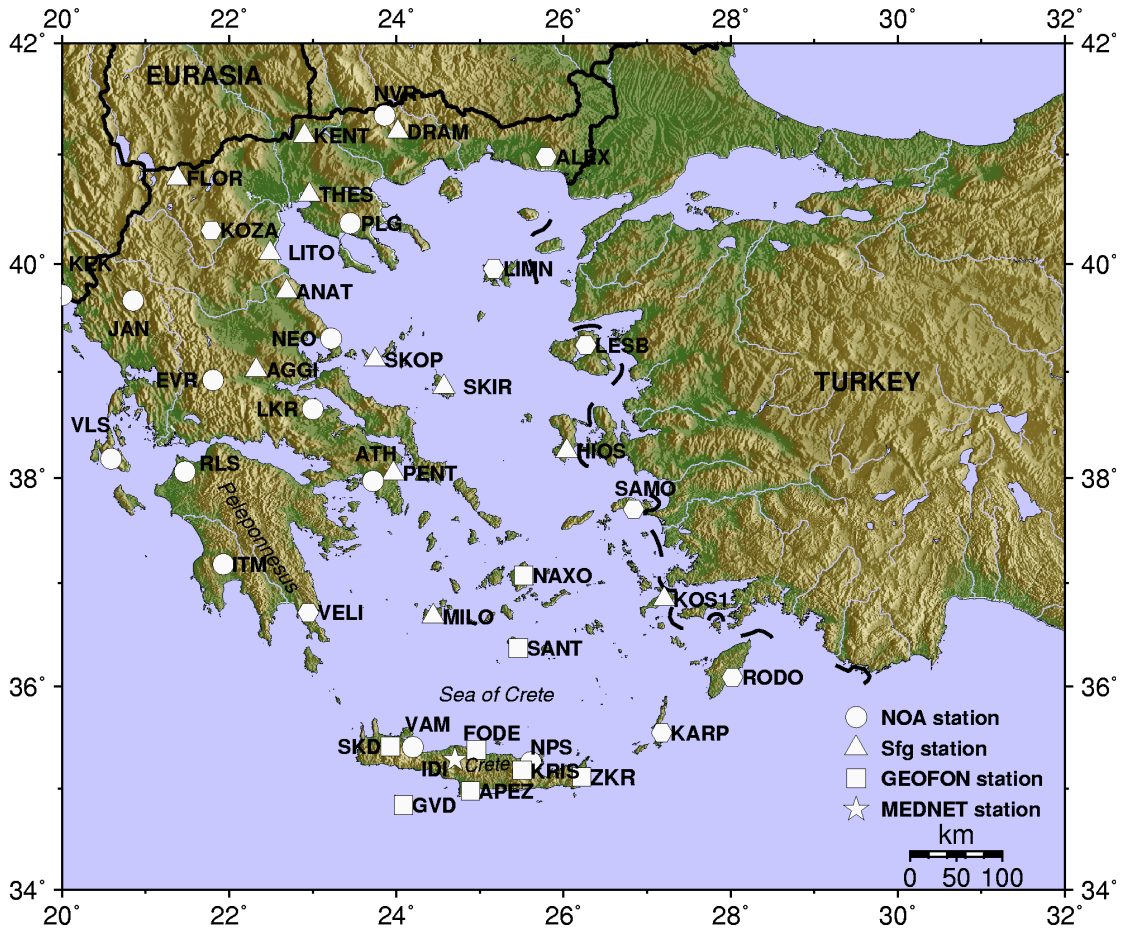 20° 22° 24° 26° 28° 30° 32°
42° 42°
EURASIA
NVR
KENT DRAM
ALEX
FLOR
THES
KOZA PLG
LITO
KEK
40° LIMN 40°
ANAT
JAN
NEO
LESB
SKOP
AGGI
EVR
SKIR
TURKEY
LKR
VLS
HIOS
ATH
RLS
PENT
38° 38°
SAMO
Peleponnesus
ITM
NAXO
KOS1
VELI MILO
SANT
RODO
36° Sea of Crete 36°
NOA station
VAM
FODE KARP
SKD NPS Sfg station
IDI Crete KRIS
ZKR GEOFON station
APEZ
GVD MEDNET station
km
0 50 100
34° 34°
20° 22° 24° 26° 28° 30° 32°